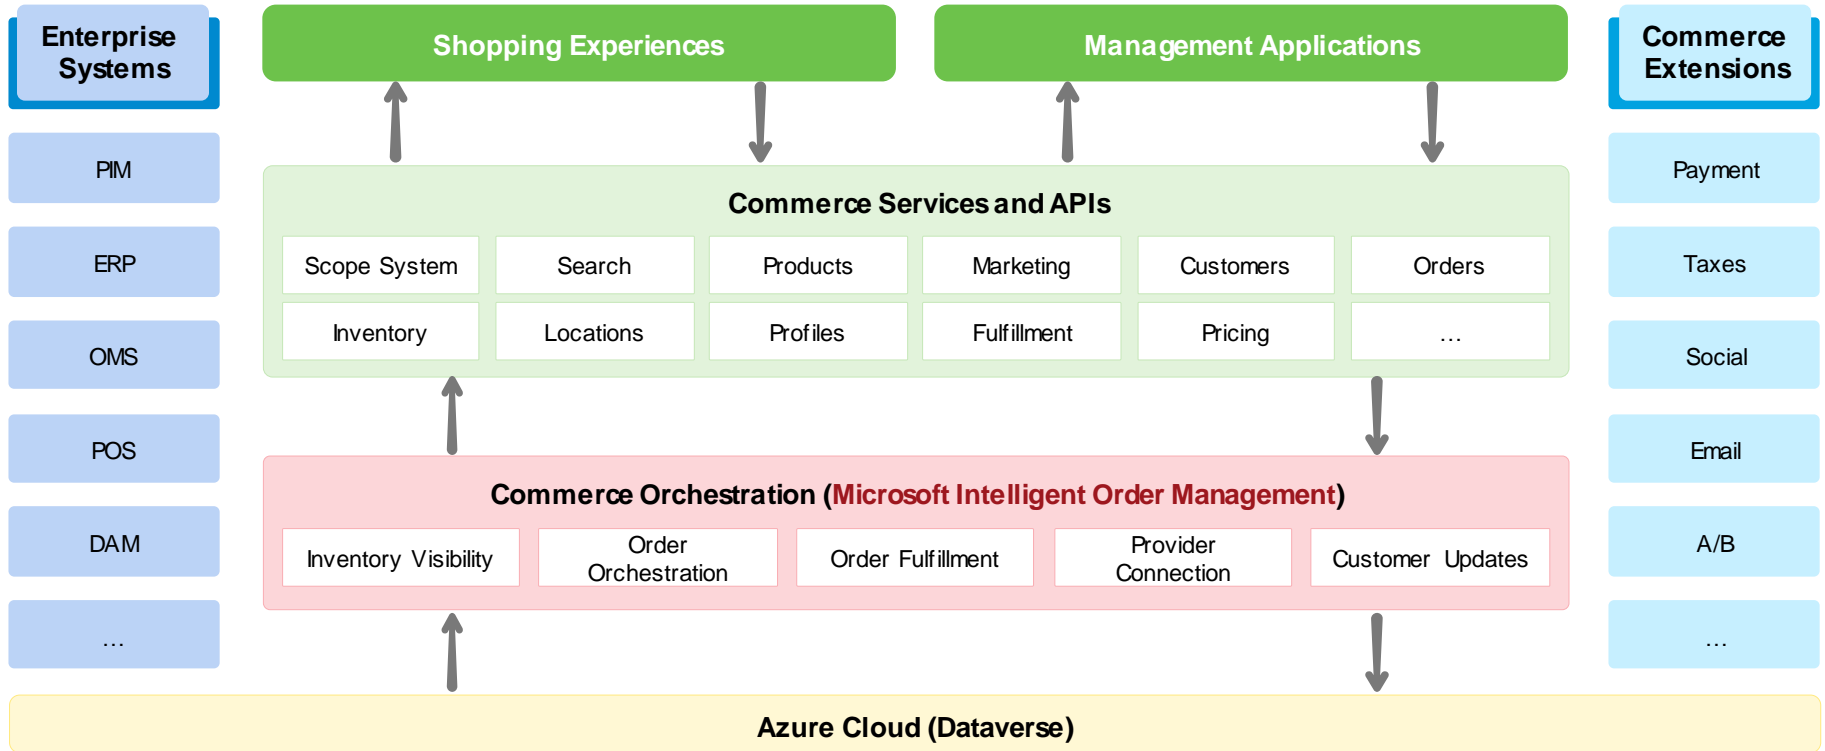 Enterprise
Systems
PIM
ERP
OMS
POS
DAM
…
Shopping Experiences
Management Applications
Commerce Services and APIs
Scope System
Search
Products
Marketing
Customers
Orders
Inventory
Locations
Profiles
Fulfillment
Pricing
…
Commerce Orchestration (Microsoft Intelligent Order Management)
Inventory Visibility
Order
Orchestration
Order Fulfillment
Provider
Connection
Customer Updates
Commerce
Extensions
Payment
Taxes
Social
Email
A/B
…
Azure Cloud (Dataverse)